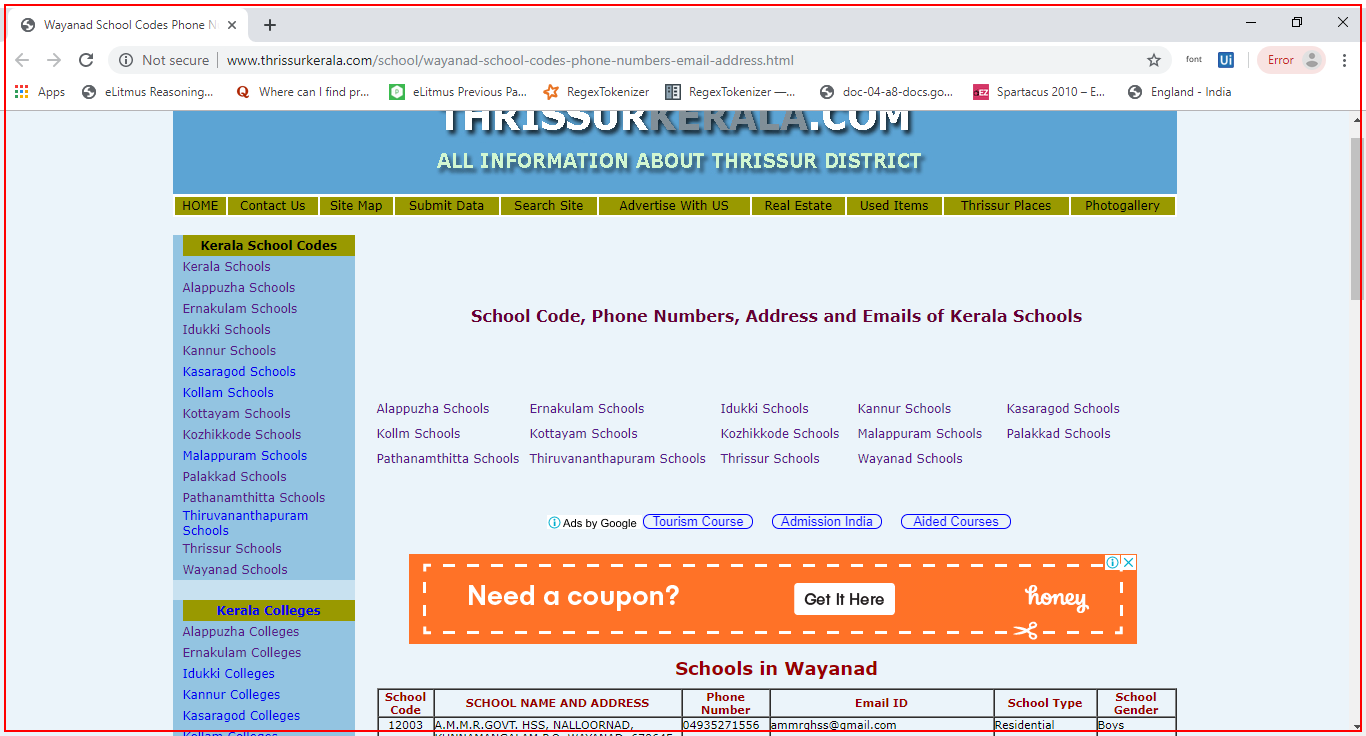 Wayanad School Codes Phone N
Not secure | www.thrissurkerala.com/school/wayanad-school-codes-phone-numbers-email-address.html font Ui Error
Apps eLitmus Reasoning... Where can I find pr... eLitmus Previous Pa... RegexTokenizer RegexTokenizer —... doc-04-a8-docs.go... EZ Spartacus 2010 – E... England - India
THRISSURKERALA.COM
ALL INFORMATION ABOUT THRISSUR DISTRICT
HOME Contact Us Site Map Submit Data Search Site Advertise With US Real Estate Used Items Thrissur Places Photogallery
Kerala School Codes
Kerala Schools
Alappuzha Schools
Ernakulam Schools
Idukki Schools
Kannur Schools
Kasaragod Schools
Kollam Schools
Kottayam Schools
Kozhikkode Schools
Malappuram Schools
Palakkad Schools
Pathanamthitta Schools
Thiruvananthapuram
Schools
Thrissur Schools
Wayanad Schools
Kerala Colleges
Alappuzha Colleges
Ernakulam Colleges
Idukki Colleges
Kannur Colleges
Kasaragod Colleges
Kollam Colleges
School Code, Phone Numbers, Address and Emails of Kerala Schools
Alappuzha Schools Ernakulam Schools Idukki Schools Kannur Schools Kasaragod Schools
Kollm Schools Kottayam Schools Kozhikkode Schools Malappuram Schools Palakkad Schools
Pathanamthitta Schools Thiruvananthapuram Schools Thrissur Schools Wayanad Schools
Ads by Google Tourism Course Admission India Aided Courses
Need a coupon? Get It Here honey
Schools in Wayanad
School Code SCHOOL NAME AND ADDRESS Phone Number Email ID School Type School Gender
12003 A.M.M.R.GOVT. HSS, NALLOORNAD, 04935271556 ammrghss@gmail.com Residential Boys
KUNNAMANGALAM P.O, WAYANAD, 670645